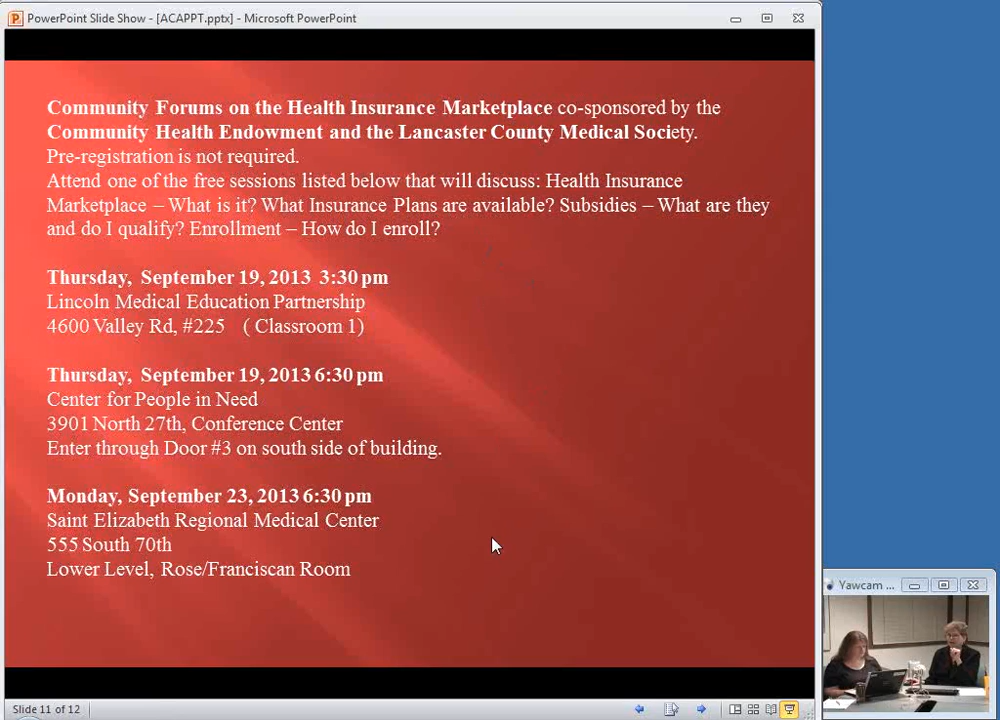 PowerPoint Slide Show - [ACAPPT.pptx] - Microsoft PowerPoint
Community Forums on the Health Insurance Marketplace co-sponsored by the
Community Health Endowment and the Lancaster County Medical Society.
Pre-registration is not required.
Attend one of the free sessions listed below that will discuss: Health Insurance
Marketplace – What is it? What Insurance Plans are available? Subsidies – What are they
and do I qualify? Enrollment – How do I enroll?
Thursday, September 19, 2013 3:30 pm
Lincoln Medical Education Partnership
4600 Valley Rd, #225 ( Classroom 1)
Thursday, September 19, 2013 6:30 pm
Center for People in Need
3901 North 27th, Conference Center
Enter through Door #3 on south side of building.
Monday, September 23, 2013 6:30 pm
Saint Elizabeth Regional Medical Center
555 South 70th
Lower Level, Rose/Franciscan Room
Yawcam ...
Slide 11 of 12